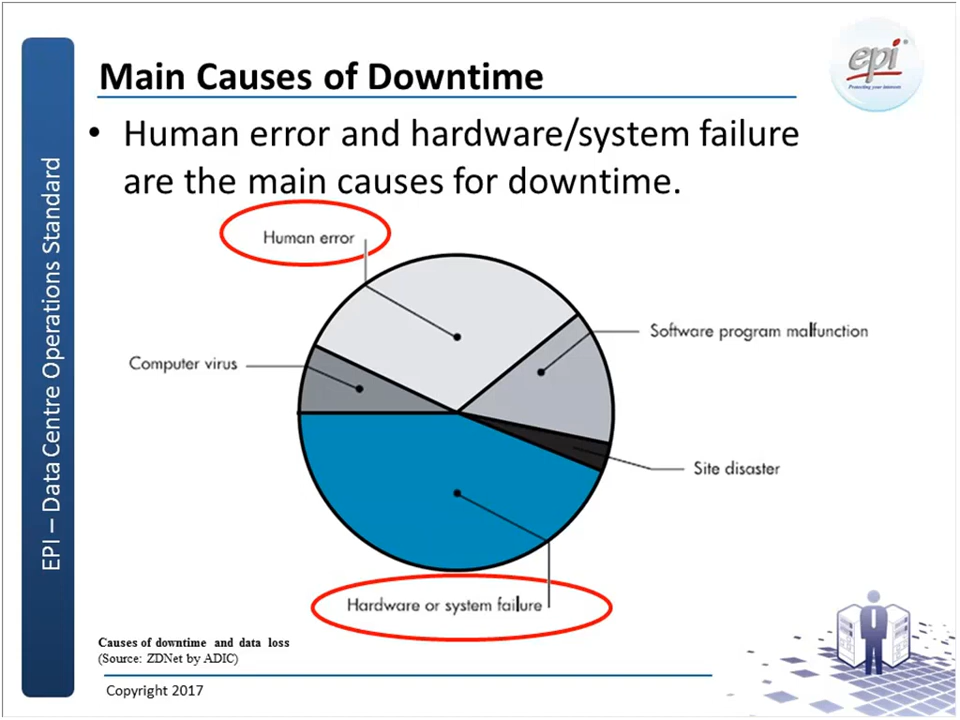 Main Causes of Downtime
epi®
Protecting your interest
• Human error and hardware/system failure
are the main causes for downtime.
EPI – Data Centre Operations Standard
Human error
Software program malfunction
Computer virus
Site disaster
Hardware or system failure
Causes of downtime and data loss
(Source: ZDNet by ADIC)
Copyright 2017